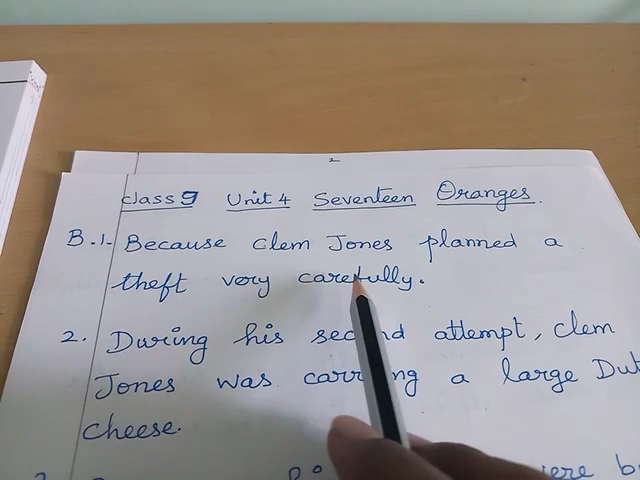 2
class 9 Unit 4 Seventeen Oranges.
B.1. Because Clem Jones planned a
theft very carefully.
2. During his second attempt, Clem
Jones was carrying a large Dut
cheese.